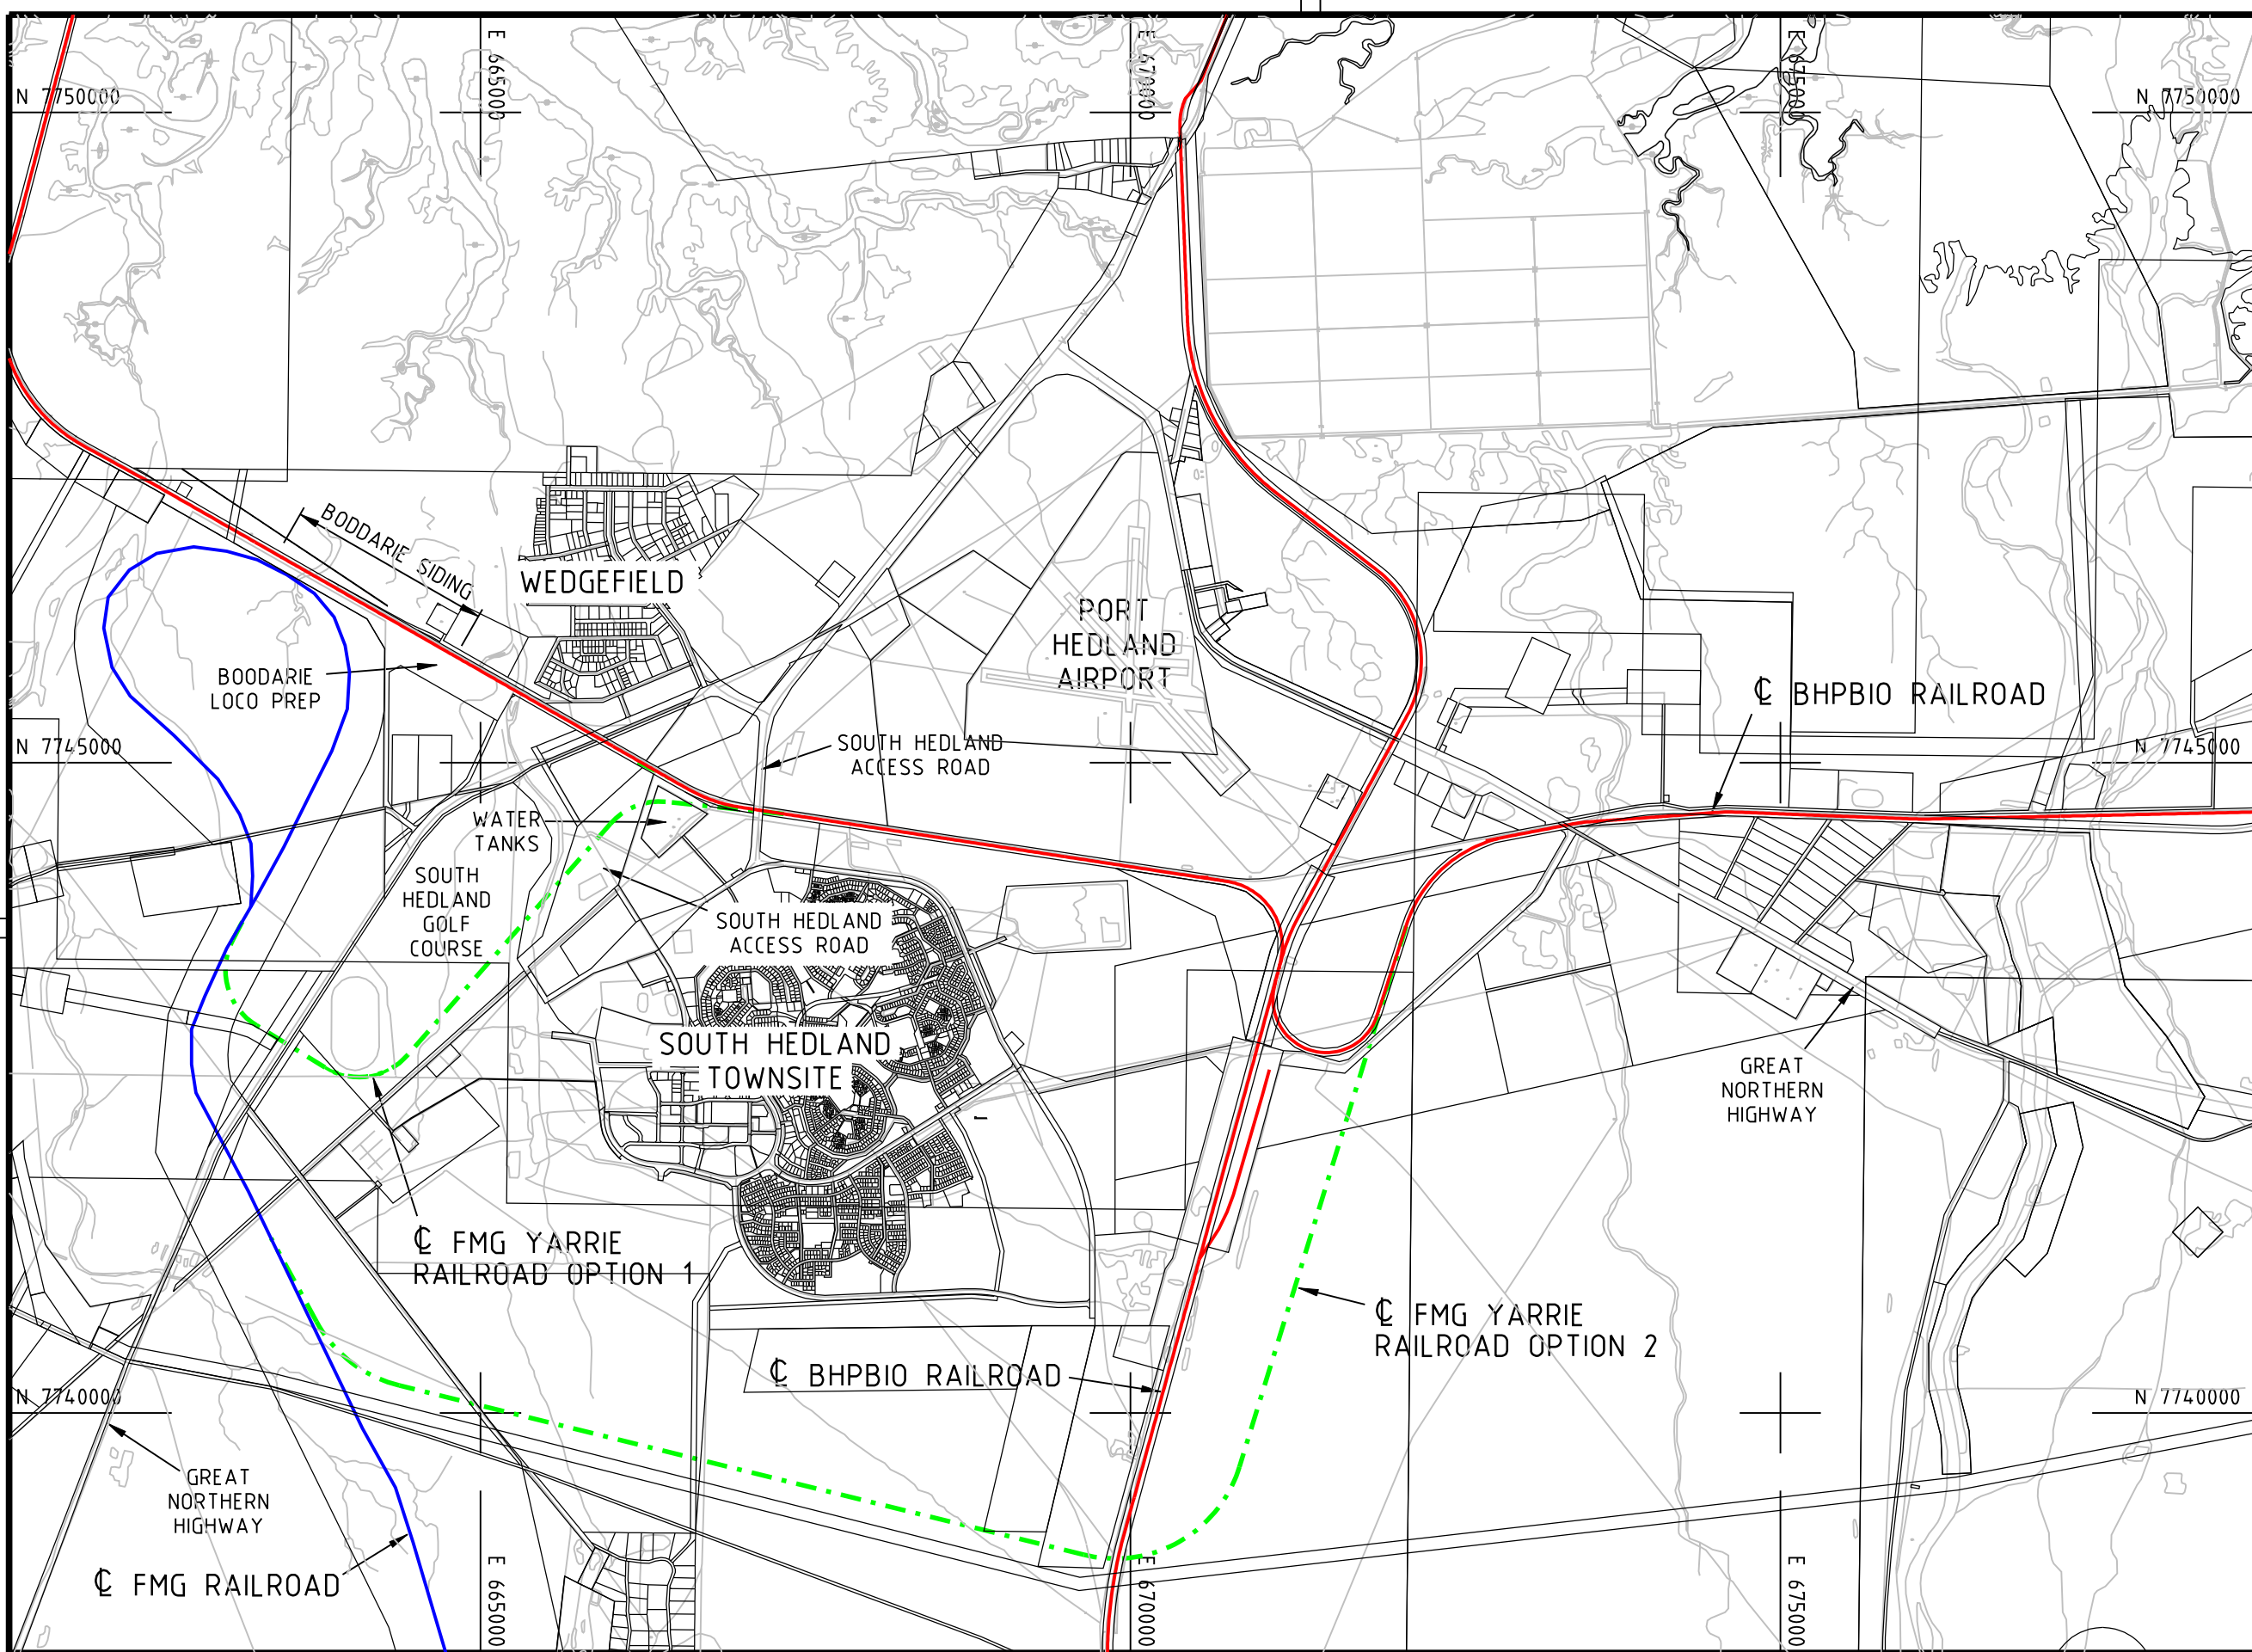 E 665000
E 670000
E 675000
N 7750000
N 7750000
BODDARIE SIDING
WEDGEFIELD
PORT
HEDLAND
AIRPORT
BOODARIE
LOCO PREP
℄ BHPBIO RAILROAD
N 7745000
SOUTH HEDLAND
ACCESS ROAD
N 7745000
WATER
TANKS
SOUTH
HEDLAND
GOLF
COURSE
SOUTH HEDLAND
ACCESS ROAD
SOUTH HEDLAND
TOWNSITE
GREAT
NORTHERN
HIGHWAY
℄ FMG YARRIE
RAILROAD OPTION 1
℄ FMG YARRIE
RAILROAD OPTION 2
℄ BHPBIO RAILROAD
N 7740000
N 7740000
GREAT
NORTHERN
HIGHWAY
℄ FMG RAILROAD
E 665000
E 670000
E 675000